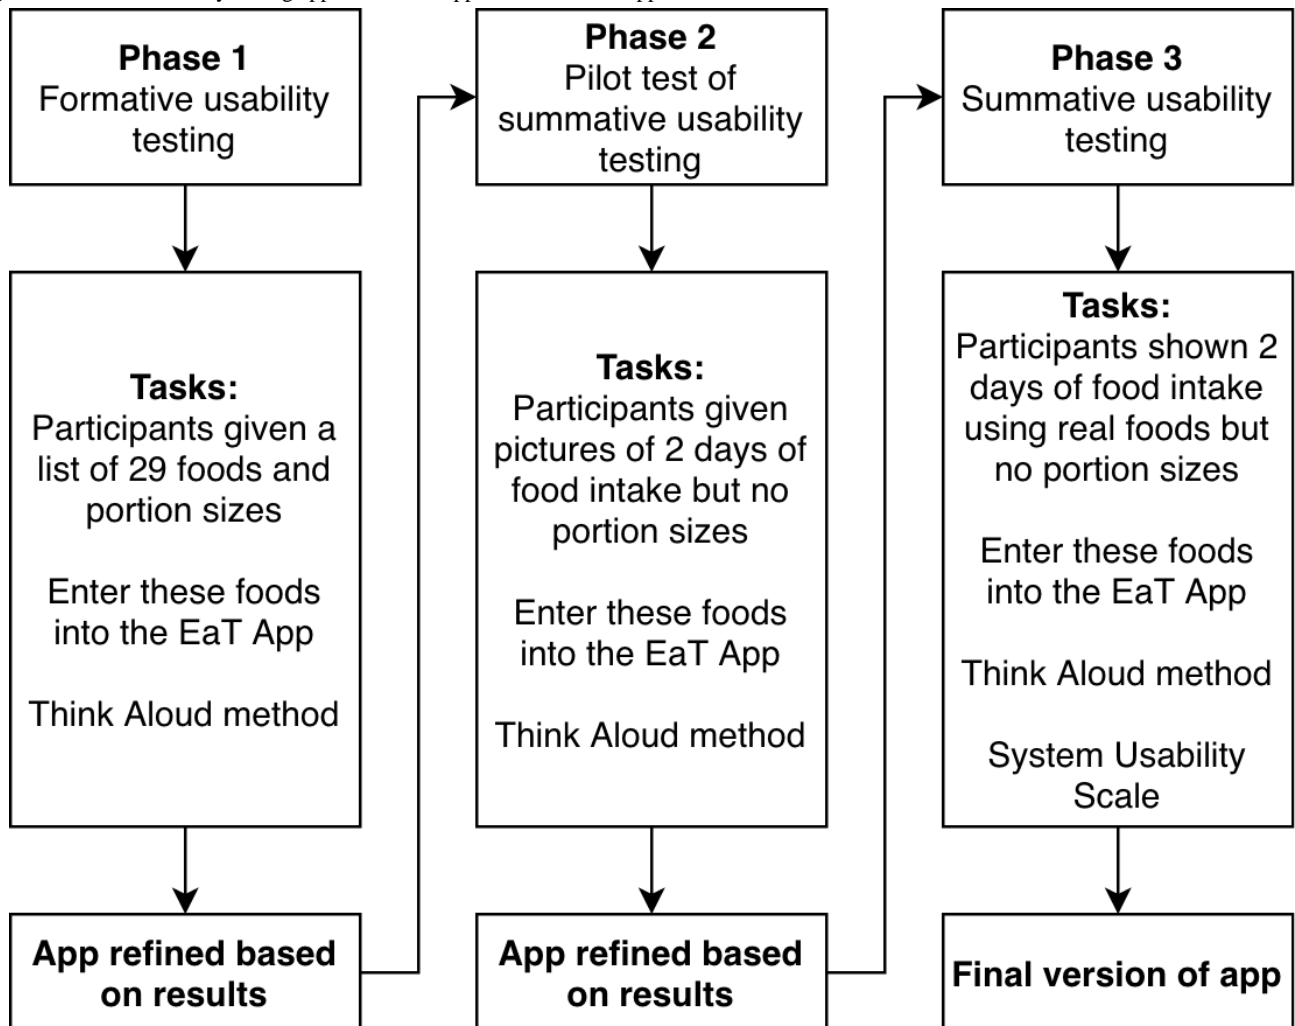 Phase 1
Formative usability
testing
Tasks:
Participants given a
list of 29 foods and
portion sizes
Enter these foods
into the EaT App
Think Aloud method
App refined based
on results
Phase 2
Pilot test of
summative usability
testing
Tasks:
Participants given
pictures of 2 days of
food intake but no
portion sizes
Enter these foods
into the EaT App
Think Aloud method
App refined based
on results
Phase 3
Summative usability
testing
Tasks:
Participants shown 2
days of food intake
using real foods but
no portion sizes
Enter these foods
into the EaT App
Think Aloud method
System Usability
Scale
Final version of app